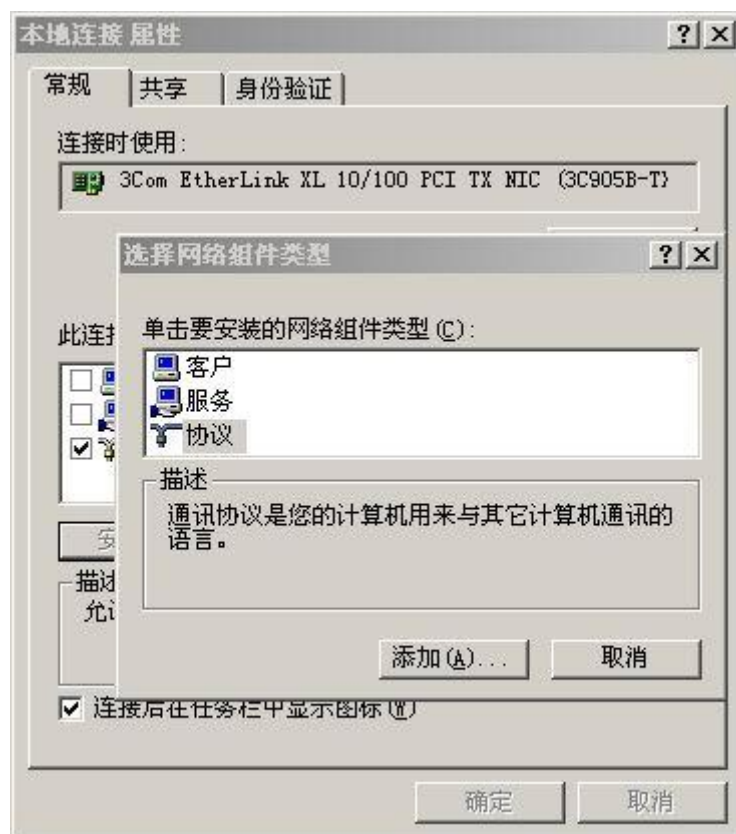 本地连接 属性
常规
共享
身份验证
连接时使用:
3Com EtherLink XL 10/100 PCI TX NIC (3C905B-T)
选择网络组件类型
此连
单击要安装的网络组件类型(C):
客户
服务
协议
描述
通讯协议是您的计算机用来与其它计算机通讯的
语言。
描述
添加(A)...
取消
连接后在任务栏中显示图标(W)
确定
取消